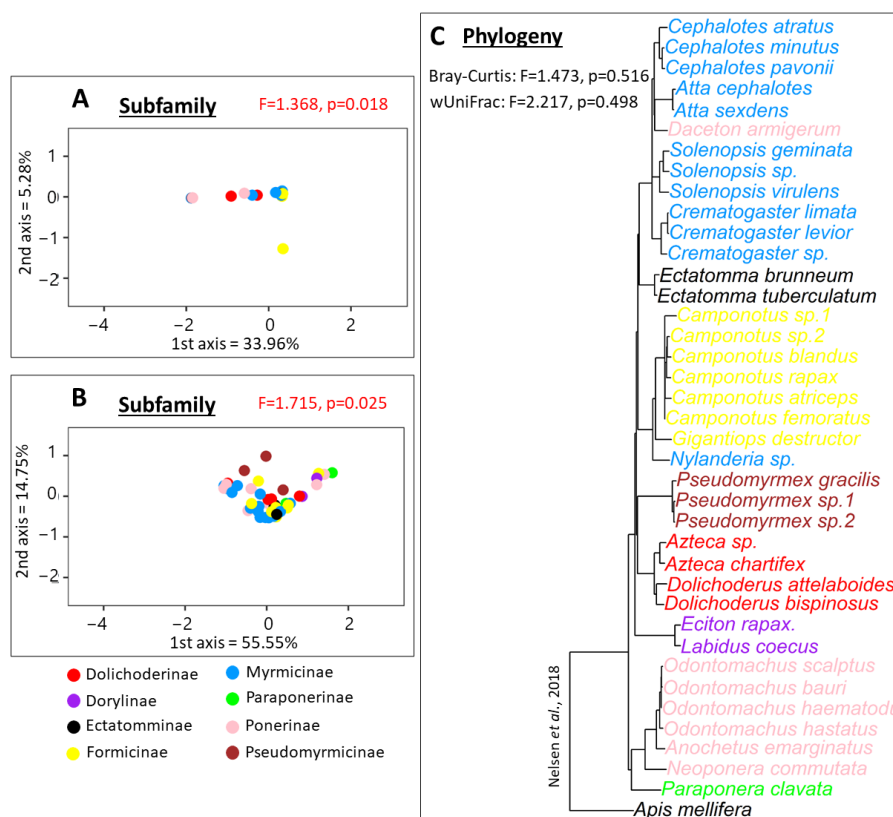 A
Subfamily
F=1.368, p=0.018
2nd axis = 5.28%
1
0
−1
−2
−4
−2
0
2
1st axis = 33.96%
B
Subfamily
F=1.715, p=0.025
2nd axis = 14.75%
1
0
−1
−2
−4
−2
0
2
1st axis = 55.55%
Dolichoderinae
Dorylinae
Ectatomminae
Formicinae
Myrmicinae
Paraponerinae
Ponerinae
Pseudomyrmicinae
C Phylogeny
Bray-Curtis: F=1.473, p=0.516
wUniFrac: F=2.217, p=0.498
Cephalotes atratus
Cephalotes minutus
Cephalotes pavonii
Atta cephalotes
Atta sexdens
Daceton armigerum
Solenopsis geminata
Solenopsis sp.
Solenopsis virulens
Crematogaster limata
Crematogaster levior
Crematogaster sp.
Ectatomma brunneum
Ectatomma tuberculatum
Camponotus sp.1
Camponotus sp.2
Camponotus blandus
Camponotus rapax
Camponotus atriceps
Camponotus femoratus
Gigantiops destructor
Nylanderia sp.
Pseudomyrmex gracilis
Pseudomyrmex sp.1
Pseudomyrmex sp.2
Azteca sp.
Azteca chartifex
Dolichoderus attelaboides
Dolichoderus bispinosus
Eciton rapax.
Labidus coecus
Odontomachus scalptus
Odontomachus bauri
Odontomachus haematodu
Odontomachus hastatus
Anochetus emarginatus
Neoponera commutata
Paraponera clavata
Apis mellifera
Nelsen et al., 2018